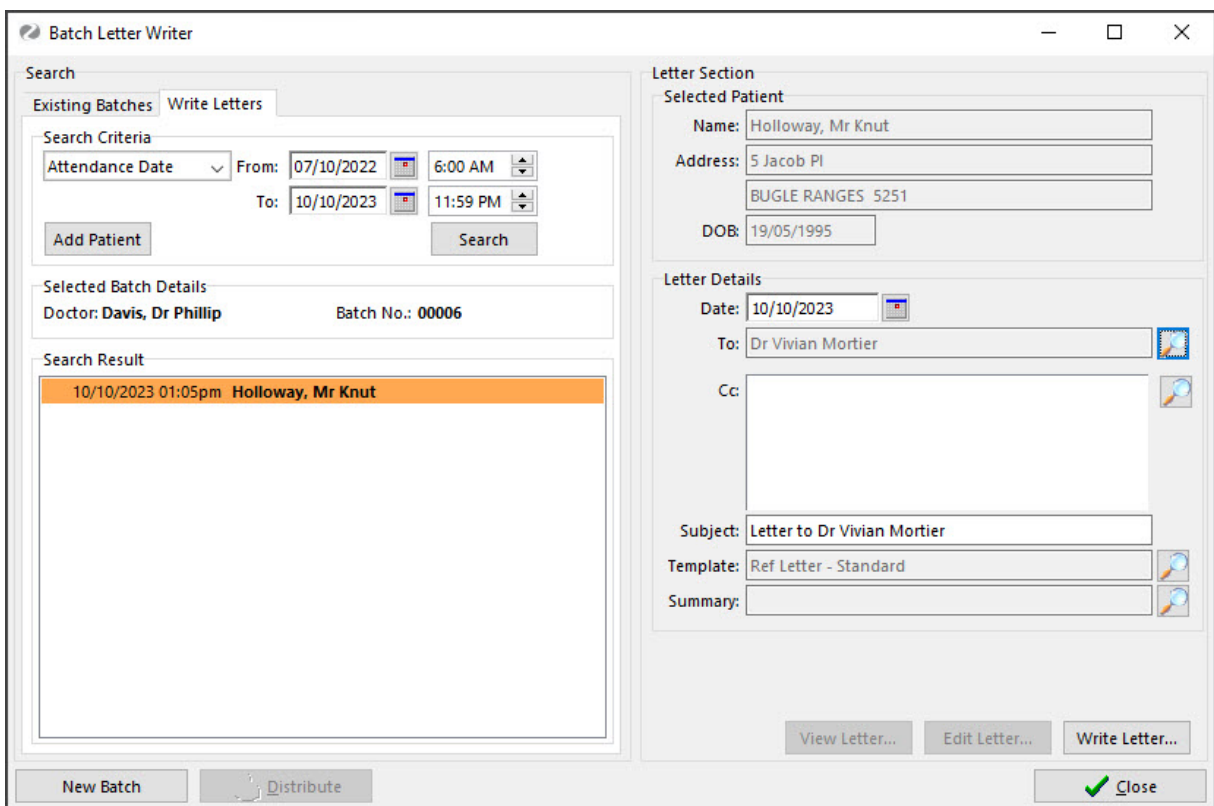 Batch Letter Writer
Search
Existing Batches Write Letters
Search Criteria
Attendance Date From: 07/10/2022 6:00 AM
To: 10/10/2023 11:59 PM
Add Patient Search
Selected Batch Details
Doctor: Davis, Dr Phillip Batch No.: 00006
Search Result
10/10/2023 01:05pm Holloway, Mr Knut
New Batch Distribute
Letter Section
Selected Patient
Name: Holloway, Mr Knut
Address: 5 Jacob Pl
BUGLE RANGES 5251
DOB: 19/05/1995
Letter Details
Date: 10/10/2023
To: Dr Vivian Mortier
Cc:
Subject: Letter to Dr Vivian Mortier
Template: Ref Letter - Standard
Summary:
View Letter... Edit Letter... Write Letter...
Close